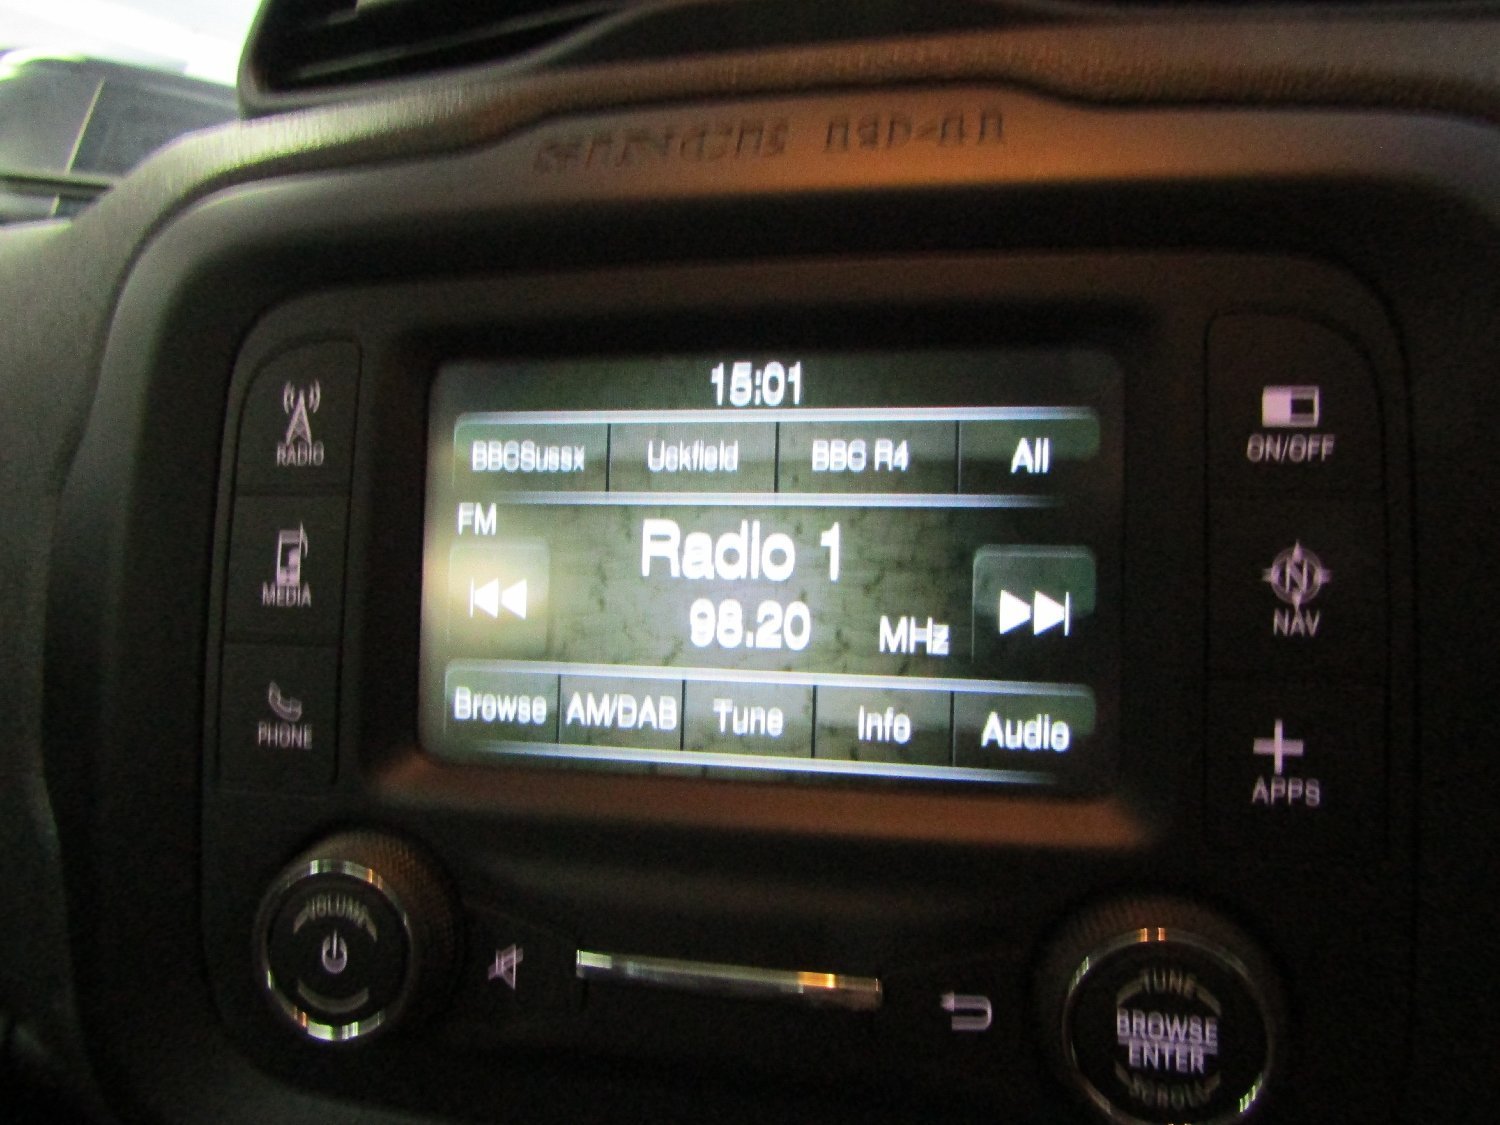 15:01
BBCSussx Uckfield BBC R4 All
FM
Radio 1
98.20 MHz
Browse AM/DAB Tune Info Audio
RADIO
MEDIA
PHONE
ON/OFF
NAV
APPS
VOLUME
TUNE
BROWSE
ENTER
SCROLL